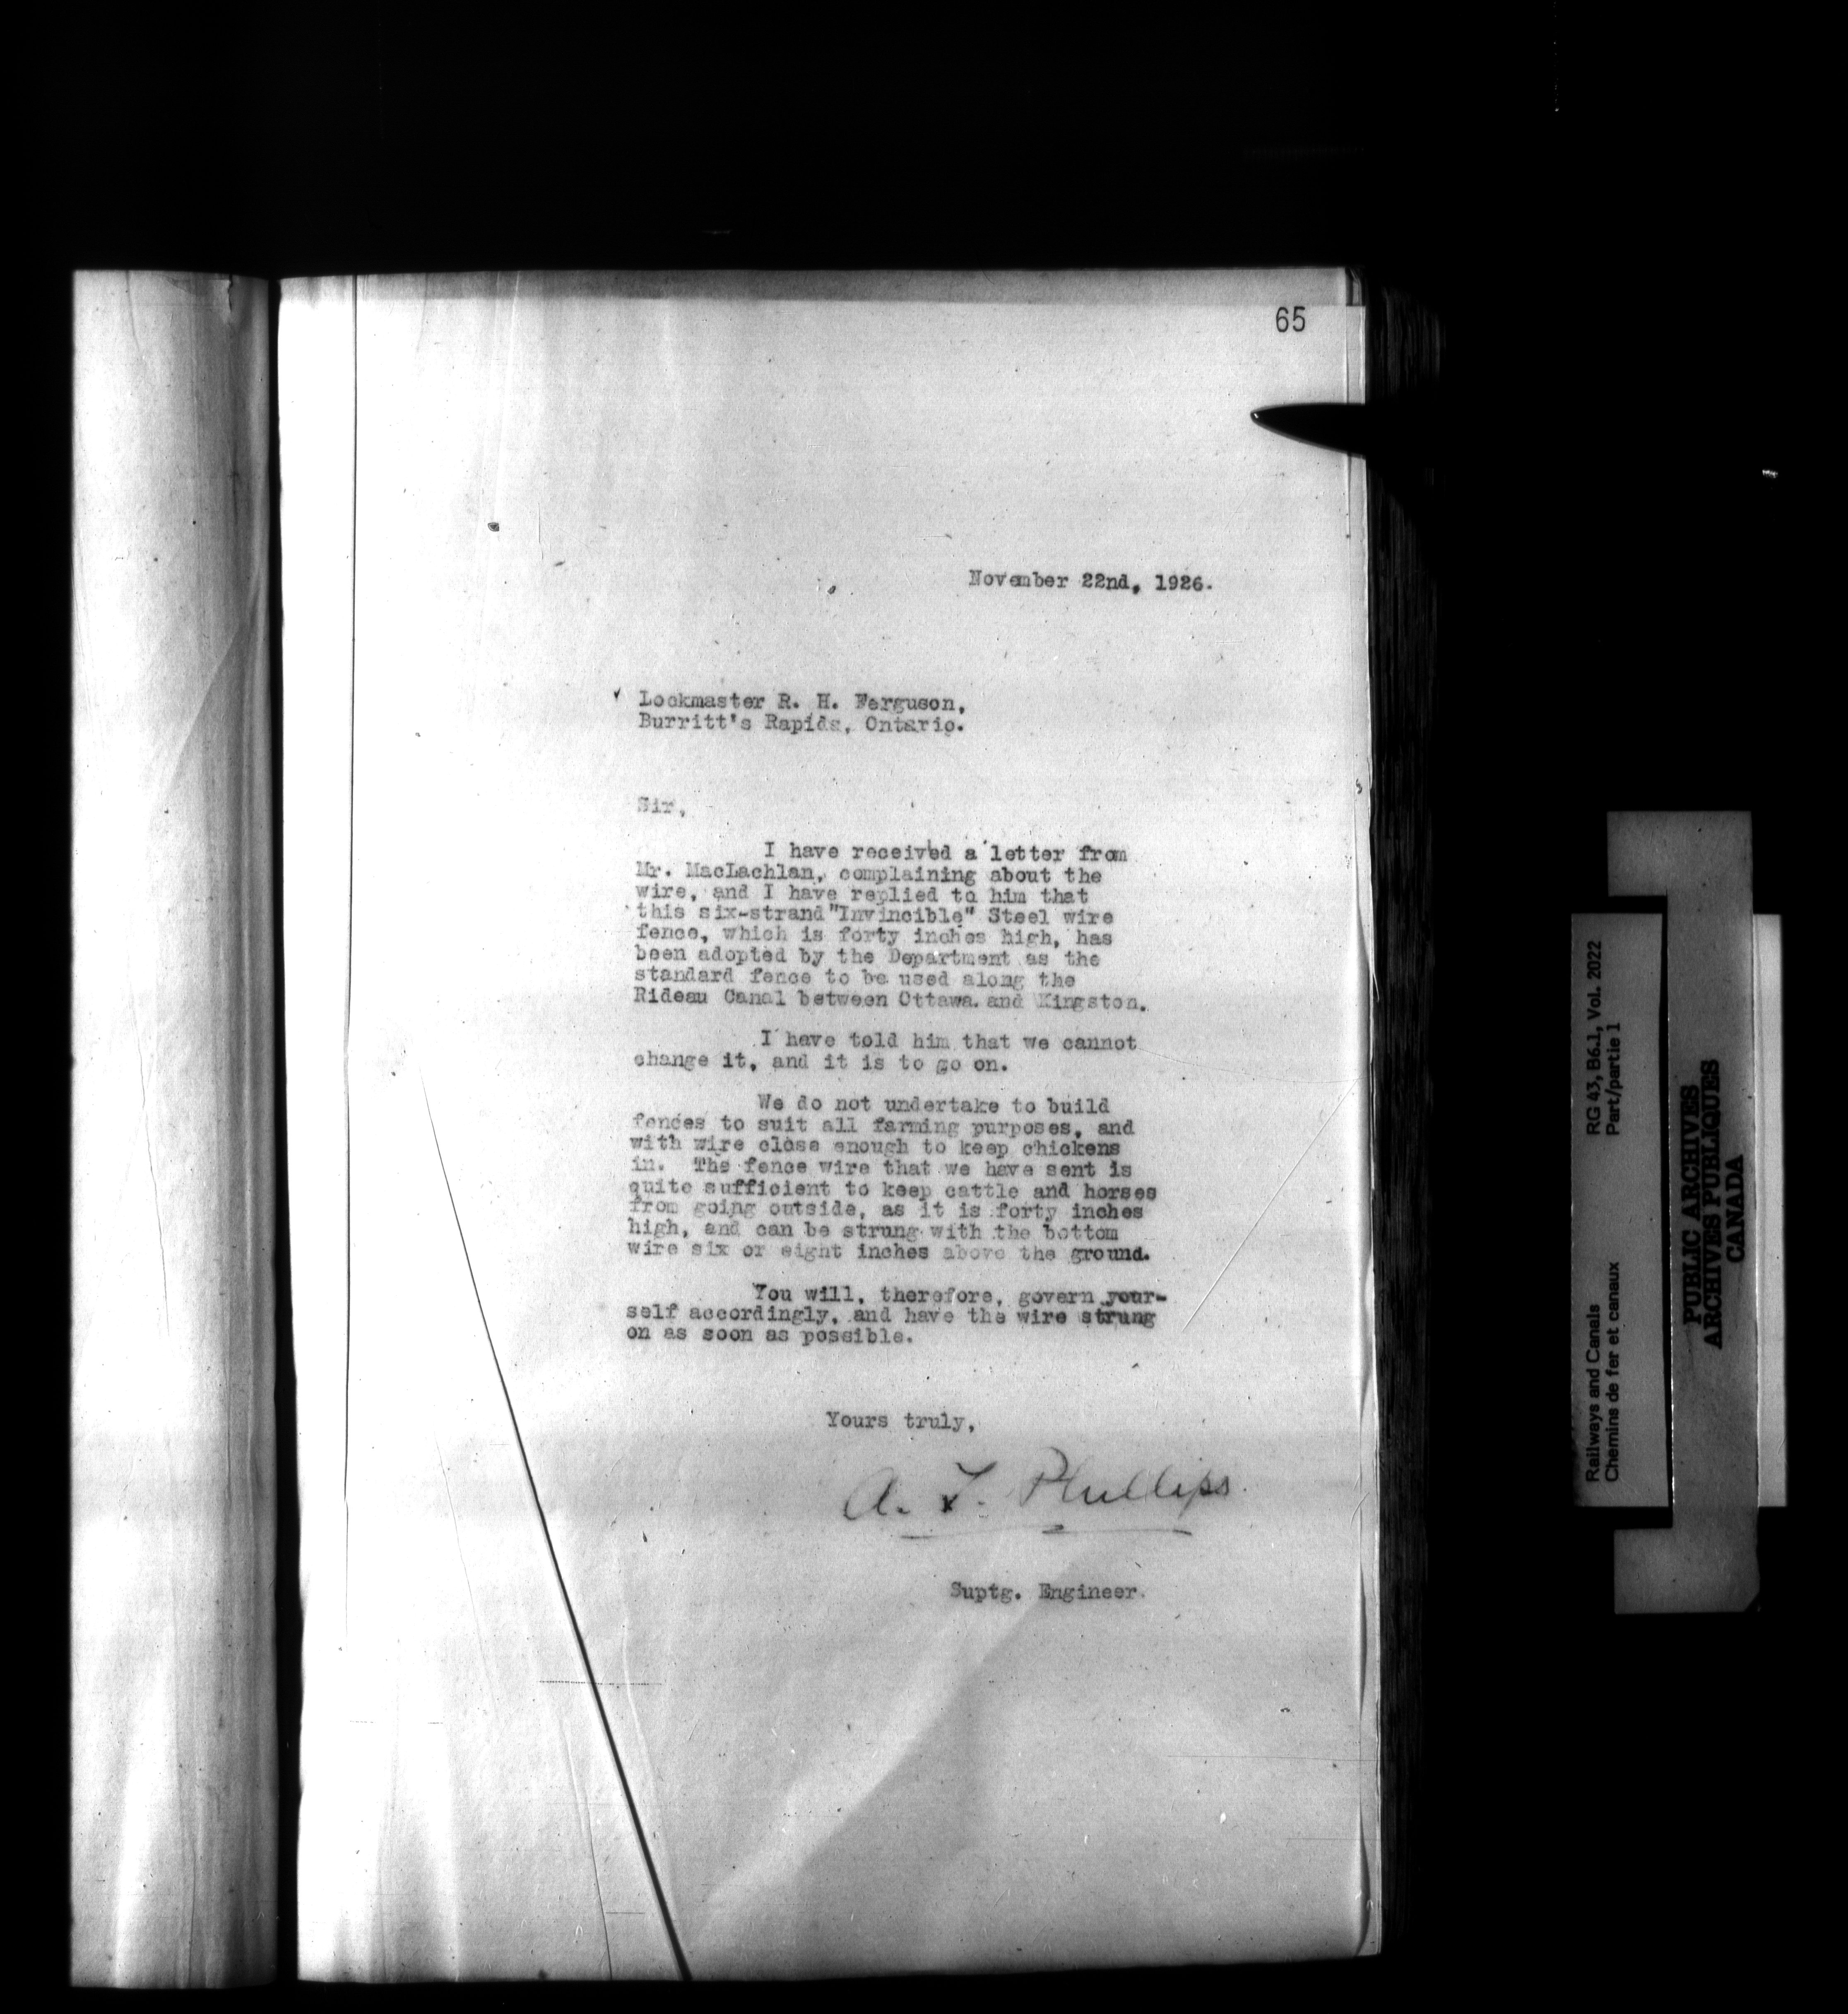 65
November 22nd, 1926.
Lockmaster R. H. Ferguson,
Burritt's Rapids, Ontario.
Sir,
I have received a letter from
Mr. MacLachlan, complaining about the
wire, and I have replied to him that
this six-strand "Invincible" Steel wire
fence, which is forty inches high, has
been adopted by the Department as the
standard fence to be used along the
Rideau Canal between Ottawa and Kingston.
I have told him that we cannot
change it, and it is to go on.
We do not undertake to build
fences to suit all farming purposes, and
with wire close enough to keep chickens
in. The fence wire that we have sent is
quite sufficient to keep cattle and horses
from going outside, as it is forty inches
high, and can be strung with the bottom
wire six or eight inches above the ground.
You will, therefore, govern your-
self accordingly, and have the wire strung
on as soon as possible.
Yours truly,
A. T. Phillips
Suptg. Engineer.
Railways and Canals
Chemins de fer et canaux
RG 43, B6.1, Vol. 2022
Part/partie 1
PUBLIC ARCHIVES
ARCHIVES PUBLIQUES
CANADA